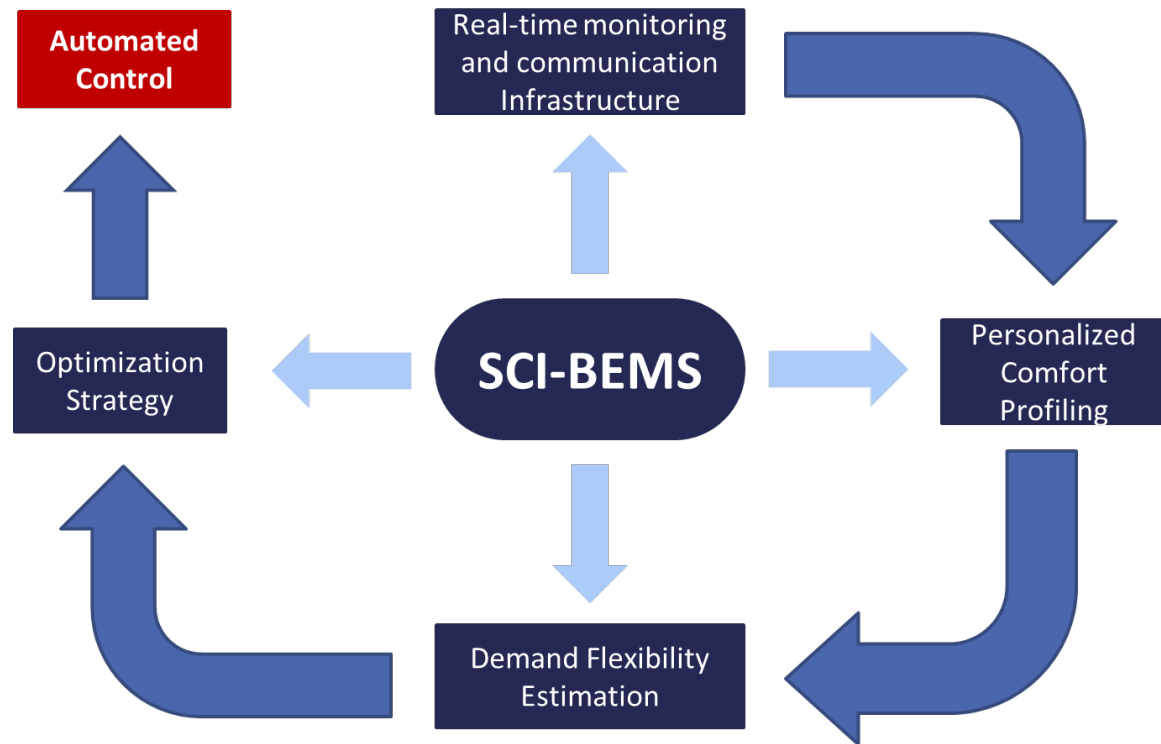 Automated
Control
Real-time monitoring
and communication
Infrastructure
Optimization
Strategy
SCI-BEMS
Personalized
Comfort
Profiling
Demand Flexibility
Estimation